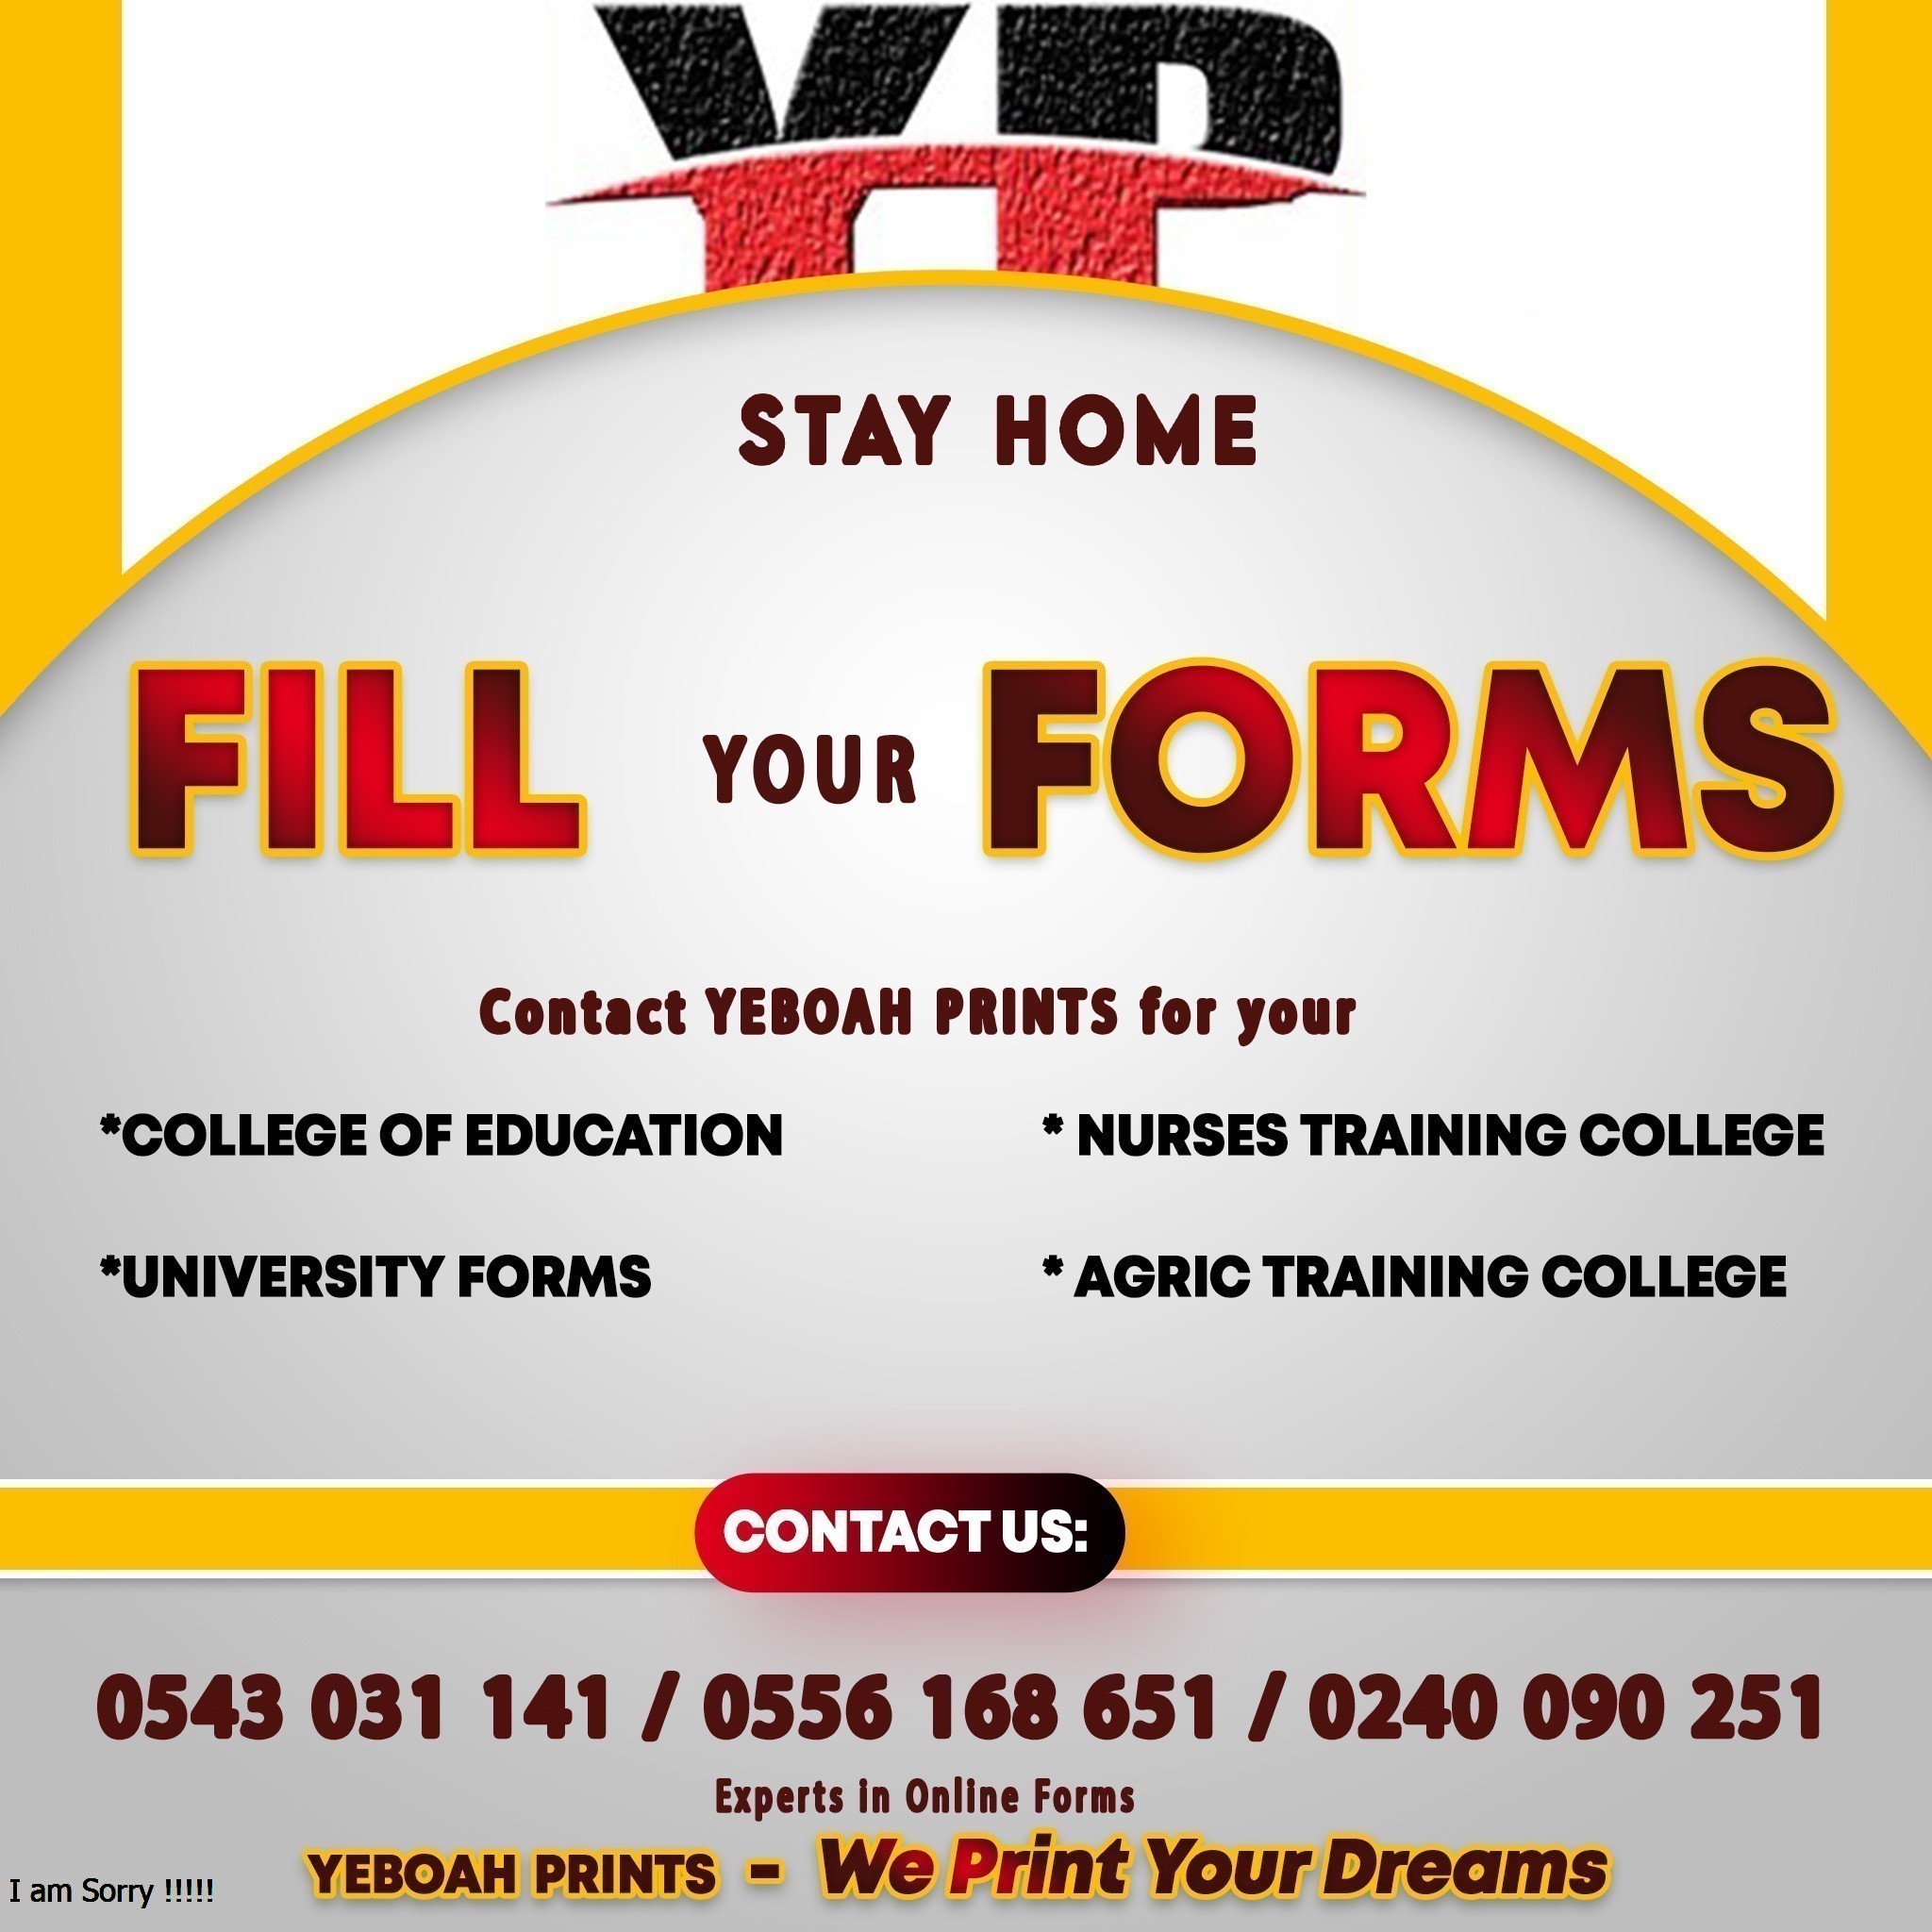 YP
STAY HOME
FILL YOUR FORMS
Contact YEBOAH PRINTS for your
*COLLEGE OF EDUCATION
* NURSES TRAINING COLLEGE
*UNIVERSITY FORMS
* AGRIC TRAINING COLLEGE
CONTACT US:
0543 031 141 / 0556 168 651 / 0240 090 251
Experts in Online Forms
YEBOAH PRINTS - We Print Your Dreams
I am Sorry !!!!!